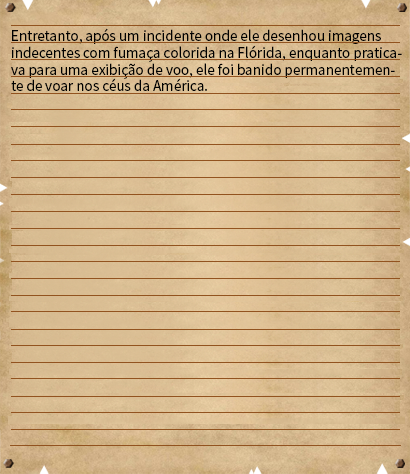 Entretanto, após um incidente onde ele desenhou imagens
indecentes com fumaça colorida na Flórida, enquanto pratica-
va para uma exibição de voo, ele foi banido permanentemen-
te de voar nos céus da América.